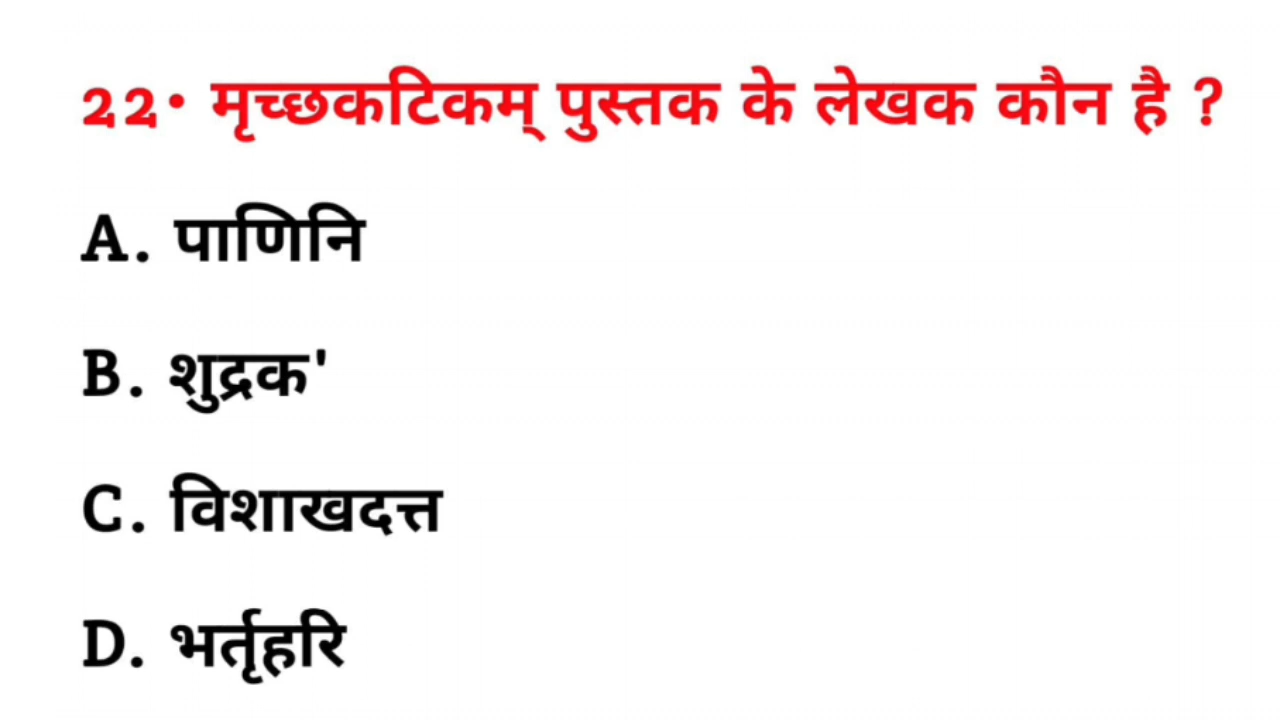 22• मृच्छकटिकम् पुस्तक के लेखक कौन है ?
A. पाणिनि
B. शुद्रक'
C. विशाखदत्त
D. भर्तृहरि